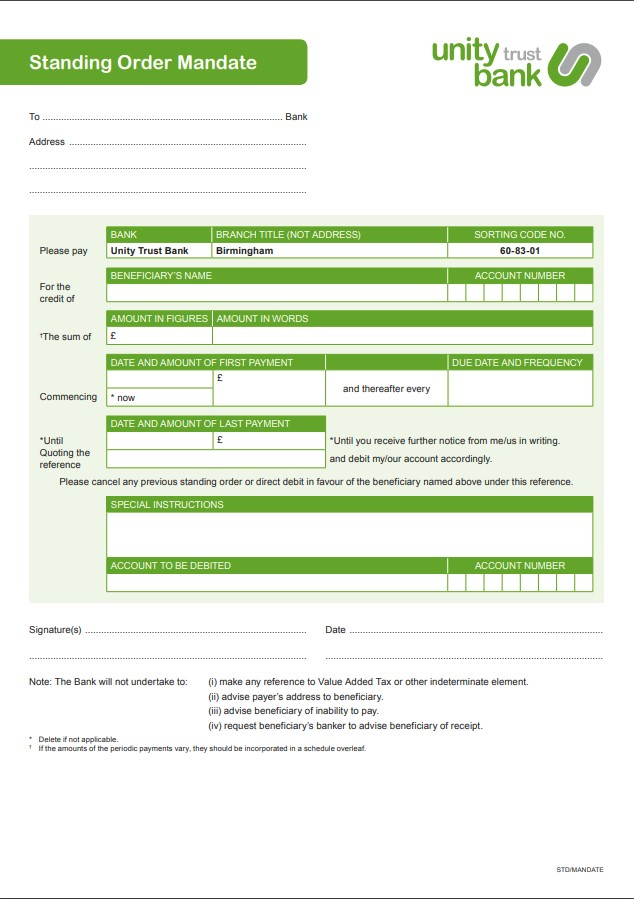 Standing Order Mandate
unity trust
bank
To ........................................................................................ Bank
Address ........................................................................................
........................................................................................
........................................................................................
BANK BRANCH TITLE (NOT ADDRESS) SORTING CODE NO.
Please pay Unity Trust Bank Birmingham 60-83-01
BENEFICIARY'S NAME ACCOUNT NUMBER
For the
credit of
AMOUNT IN FIGURES AMOUNT IN WORDS
†The sum of £
DATE AND AMOUNT OF FIRST PAYMENT DUE DATE AND FREQUENCY
£
and thereafter every
Commencing * now
DATE AND AMOUNT OF LAST PAYMENT
*Until £ *Until you receive further notice from me/us in writing.
Quoting the
reference and debit my/our account accordingly.
Please cancel any previous standing order or direct debit in favour of the beneficiary named above under this reference.
SPECIAL INSTRUCTIONS
ACCOUNT TO BE DEBITED ACCOUNT NUMBER
Signature(s) ........................................................................................ Date ........................................................................................
........................................................................................ ........................................................................................
Note: The Bank will not undertake to: (i) make any reference to Value Added Tax or other indeterminate element.
(ii) advise payer's address to beneficiary.
(iii) advise beneficiary of inability to pay.
(iv) request beneficiary's banker to advise beneficiary of receipt.
* Delete if not applicable.
† If the amounts of the periodic payments vary, they should be incorporated in a schedule overleaf.
STD/MANDATE